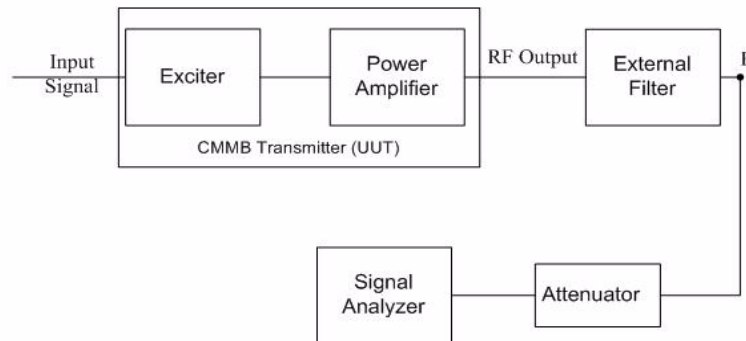 Input
Signal
Exciter
Power
Amplifier
RF Output
External
Filter
CMMB Transmitter (UUT)
Signal
Analyzer
Attenuator